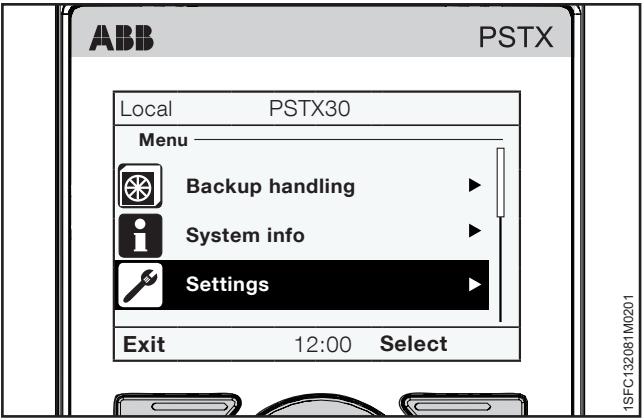 ABB PSTX
Local PSTX30
Menu
Backup handling
System info
Settings
Exit 12:00 Select
1SFC132081M0201